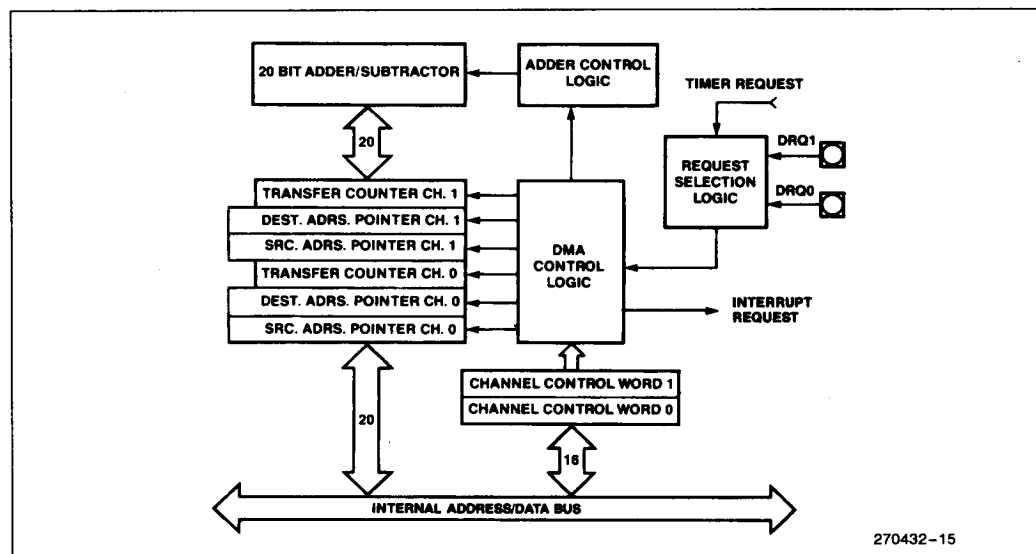 20 BIT ADDER/SUBTRACTOR
ADDER CONTROL
LOGIC
TIMER REQUEST
20
REQUEST
SELECTION
LOGIC
DRQ1
DRQ0
TRANSFER COUNTER CH. 1
DEST. ADRS. POINTER CH. 1
SRC. ADRS. POINTER CH. 1
TRANSFER COUNTER CH. 0
DEST. ADRS. POINTER CH. 0
SRC. ADRS. POINTER CH. 0
DMA
CONTROL
LOGIC
INTERRUPT
REQUEST
CHANNEL CONTROL WORD 1
CHANNEL CONTROL WORD 0
20
16
INTERNAL ADDRESS/DATA BUS
270432-15